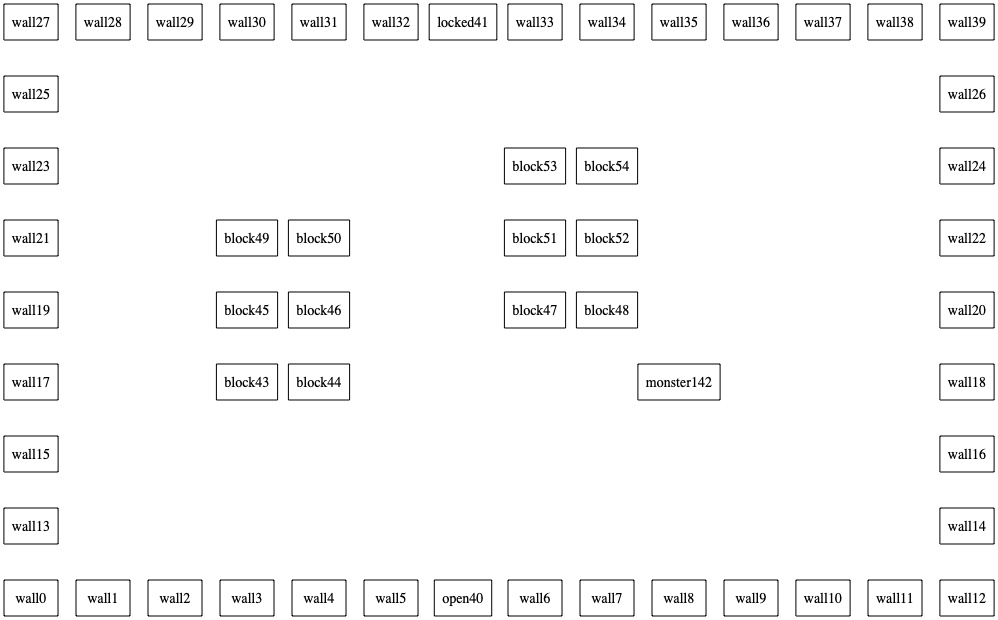 wall27 wall28 wall29 wall30 wall31 wall32 locked41 wall33 wall34 wall35 wall36 wall37 wall38 wall39
wall25 wall26
wall23 block53 block54 wall24
wall21 block49 block50 block51 block52 wall22
wall19 block45 block46 block47 block48 wall20
wall17 block43 block44 monster142 wall18
wall15 wall16
wall13 wall14
wall0 wall1 wall2 wall3 wall4 wall5 open40 wall6 wall7 wall8 wall9 wall10 wall11 wall12